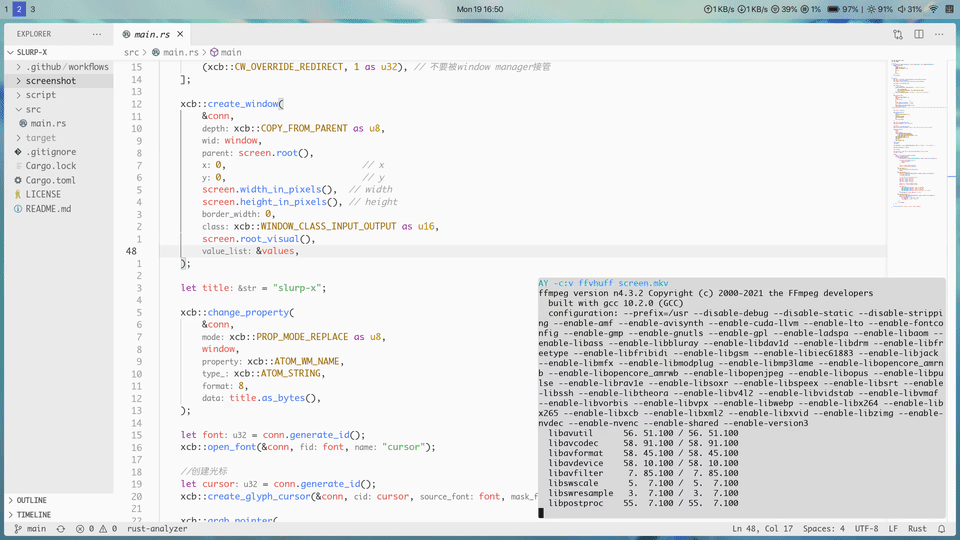 1 2 3
Mon 19 16:50
1 KB/s 1 KB/s 39% 1% 97% 91% 31%
EXPLORER ···
main.rs ×
SLURP-X
src > main.rs > main
.github/workflows
screenshot
script
src
main.rs
target
.gitignore
Cargo.lock
Cargo.toml
LICENSE
README.md
15 (xcb::CW_OVERRIDE_REDIRECT, 1 as u32), // 不要被window manager接管
14 ];
13
12 xcb::create_window(
11 &conn,
10 depth: xcb::COPY_FROM_PARENT as u8,
9 wid: window,
8 parent: screen.root(),
7 x: 0, // x
6 y: 0, // y
5 screen.width_in_pixels(), // width
4 screen.height_in_pixels(), // height
3 border_width: 0,
2 class: xcb::WINDOW_CLASS_INPUT_OUTPUT as u16,
1 screen.root_visual(),
48 value_list: &values,
1 );
2
3 let title: &str = "slurp-x";
4
5 xcb::change_property(
6 &conn,
7 mode: xcb::PROP_MODE_REPLACE as u8,
8 window,
9 property: xcb::ATOM_WM_NAME,
10 type_: xcb::ATOM_STRING,
11 format: 8,
12 data: title.as_bytes(),
13 );
14
15 let font: u32 = conn.generate_id();
16 xcb::open_font(&conn, fid: font, name: "cursor");
17
18 //创建光标
19 let cursor: u32 = conn.generate_id();
20 xcb::create_glyph_cursor(&conn, cid: cursor, source_font: font, mask_f
21
22 xcb::grab_pointer(
AY -c:v ffvhuff screen.mkv
ffmpeg version n4.3.2 Copyright (c) 2000-2021 the FFmpeg developers
built with gcc 10.2.0 (GCC)
configuration: --prefix=/usr --disable-debug --disable-static --disable-strippi
ng --enable-amf --enable-avisynth --enable-cuda-llvm --enable-lto --enable-fontco
nfig --enable-gmp --enable-gnutls --enable-gpl --enable-ladspa --enable-libaom --
enable-libass --enable-libbluray --enable-libdav1d --enable-libdrm --enable-libfr
eetype --enable-libfribidi --enable-libgsm --enable-libiec61883 --enable-libjack
--enable-libmfx --enable-libmodplug --enable-libmp3lame --enable-libopencore_amrn
b --enable-libopencore_amrwb --enable-libopenjpeg --enable-libopus --enable-libpu
lse --enable-librav1e --enable-libsoxr --enable-libspeex --enable-libsrt --enable
-libssh --enable-libtheora --enable-libv4l2 --enable-libvidstab --enable-libvmaf
--enable-libvorbis --enable-libvpx --enable-libwebp --enable-libx264 --enable-lib
x265 --enable-libxcb --enable-libxml2 --enable-libxvid --enable-libzimg --enable-
nvdec --enable-nvenc --enable-shared --enable-version3
libavutil 56. 51.100 / 56. 51.100
libavcodec 58. 91.100 / 58. 91.100
libavformat 58. 45.100 / 58. 45.100
libavdevice 58. 10.100 / 58. 10.100
libavfilter 7. 85.100 / 7. 85.100
libswscale 5. 7.100 / 5. 7.100
libswresample 3. 7.100 / 3. 7.100
libpostproc 55. 7.100 / 55. 7.100
OUTLINE
TIMELINE
main 0 0 rust-analyzer
Ln 48, Col 17 Spaces: 4 UTF-8 LF Rust